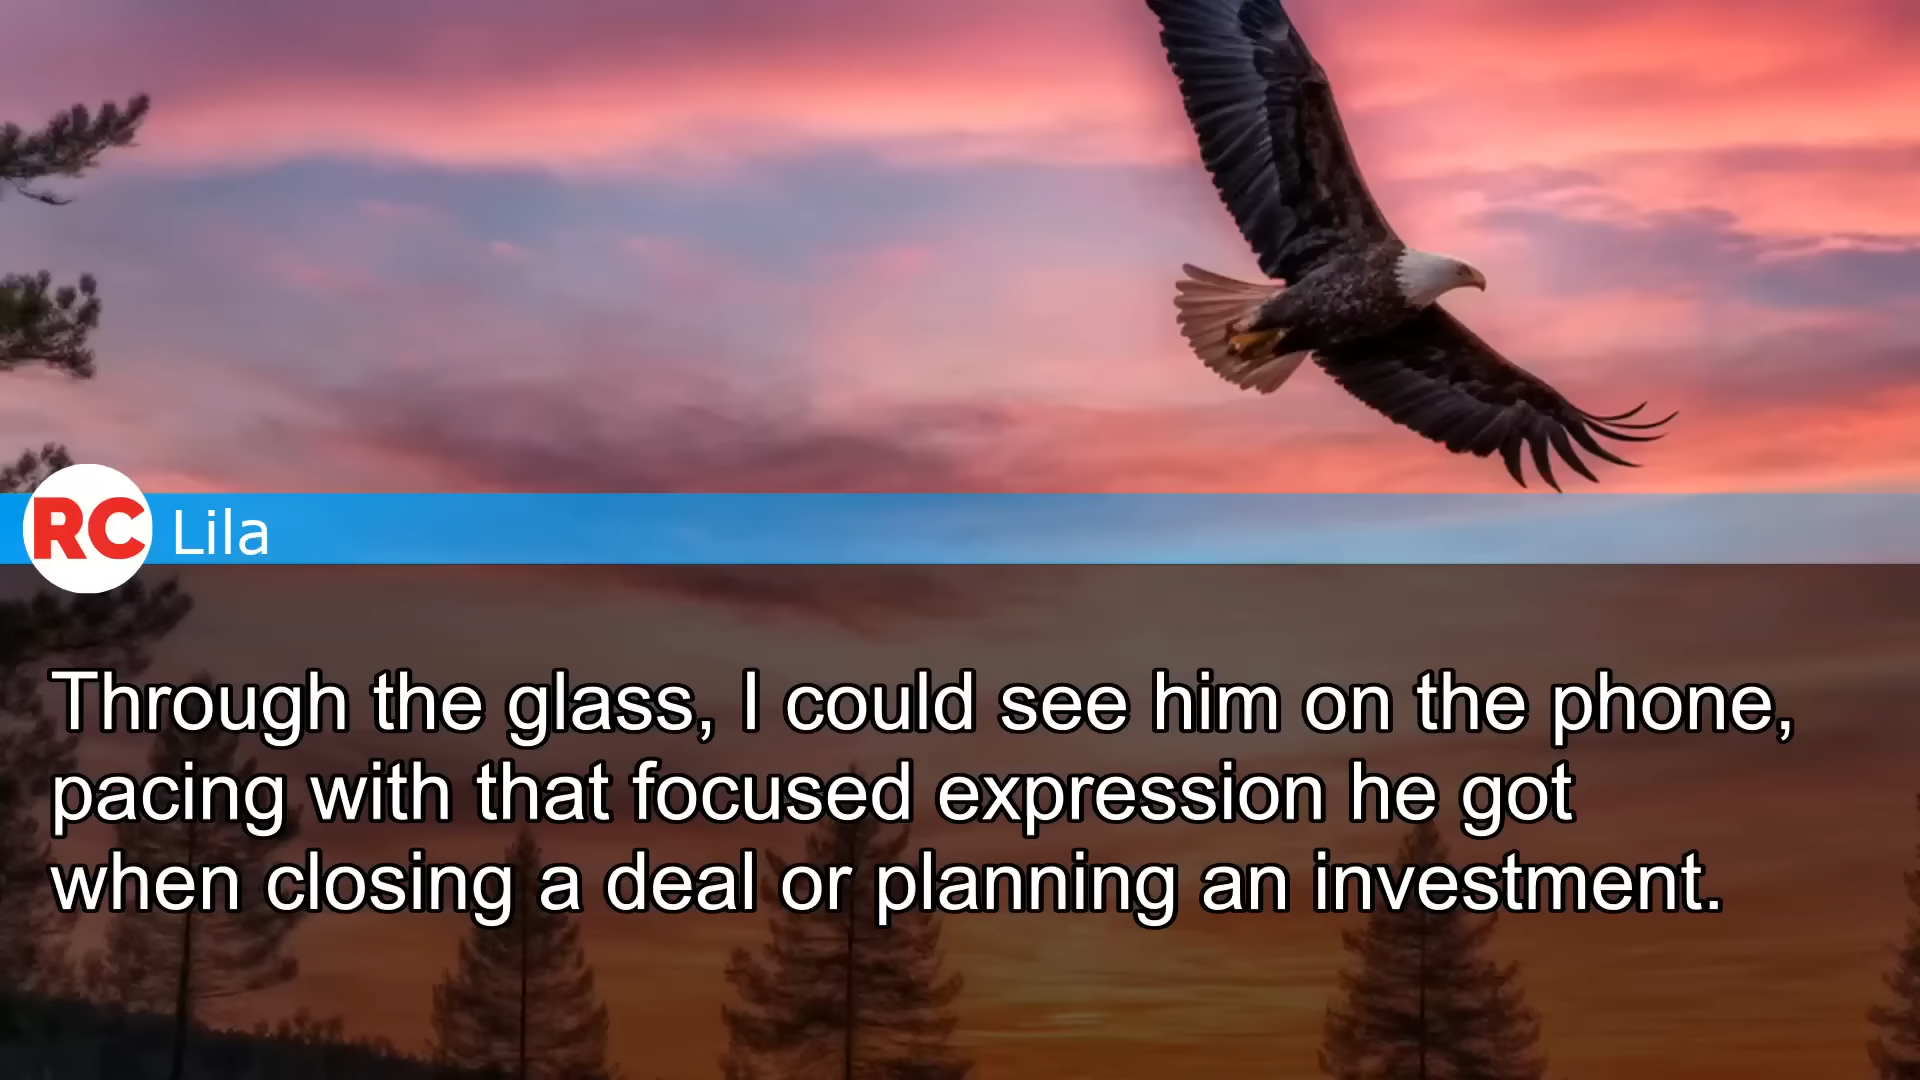 RC Lila
Through the glass, I could see him on the phone,
pacing with that focused expression he got
when closing a deal or planning an investment.